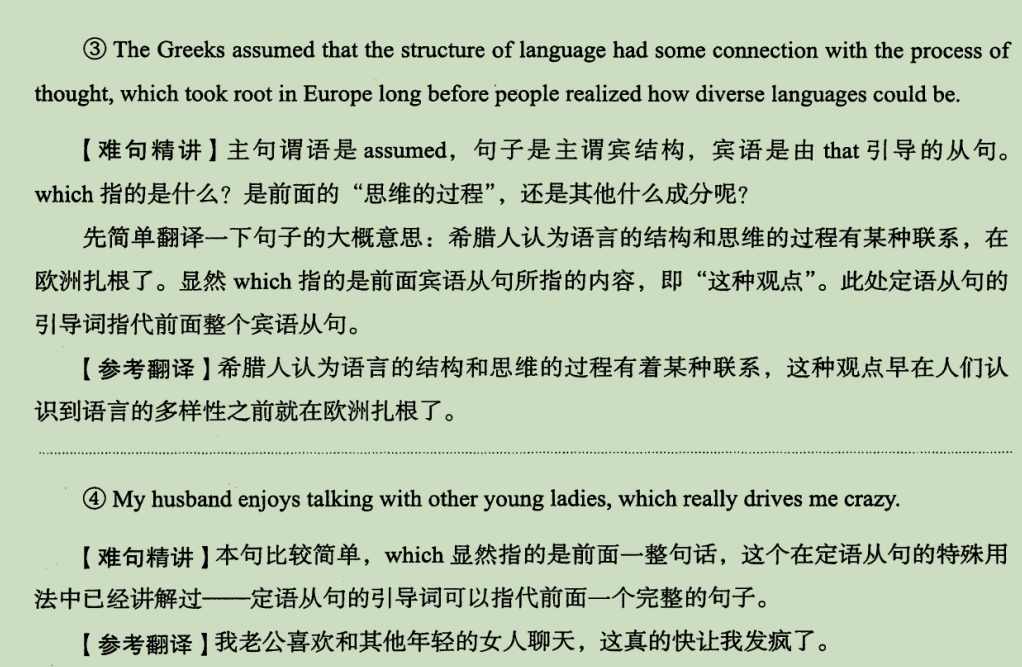 ③ The Greeks assumed that the structure of language had some connection with the process of
thought, which took root in Europe long before people realized how diverse languages could be.
【难句精讲】主句谓语是 assumed，句子是主谓宾结构，宾语是由 that 引导的从句。
which 指的是什么？是前面的“思维的过程”，还是其他什么成分呢？
先简单翻译一下句子的大概意思：希腊人认为语言的结构和思维的过程有某种联系，在
欧洲扎根了。显然 which 指的是前面宾语从句所指的内容，即“这种观点”。此处定语从句的
引导词指代前面整个宾语从句。
【参考翻译】希腊人认为语言的结构和思维的过程有着某种联系，这种观点早在人们认
识到语言的多样性之前就在欧洲扎根了。
④ My husband enjoys talking with other young ladies, which really drives me crazy.
【难句精讲】本句比较简单，which 显然指的是前面一整句话，这个在定语从句的特殊用
法中已经讲解过——定语从句的引导词可以指代前面一个完整的句子。
【参考翻译】我老公喜欢和其他年轻的女人聊天，这真的快让我发疯了。